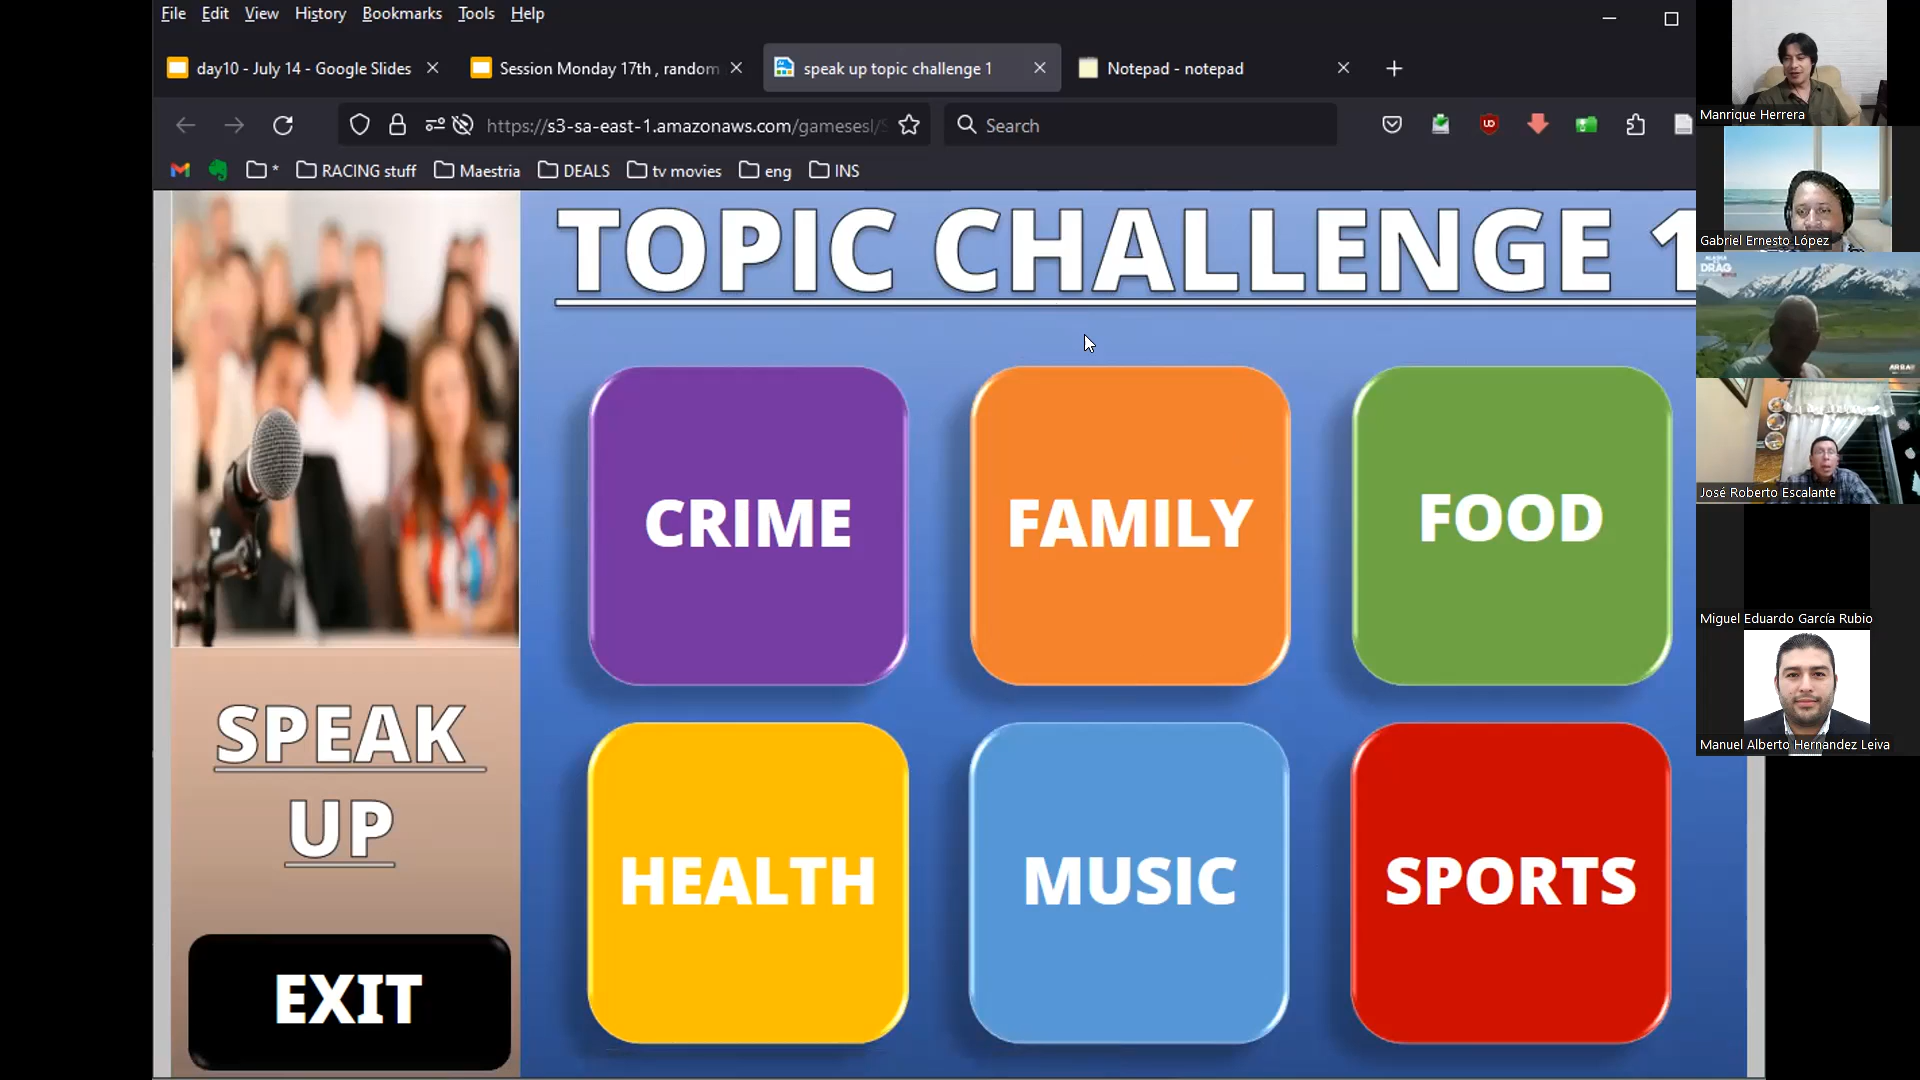 File Edit View History Bookmarks Tools Help
day10 - July 14 - Google Slides
Session Monday 17th , random
speak up topic challenge 1
Notepad - notepad
https://s3-sa-east-1.amazonaws.com/gamesesl/S
Search
* RACING stuff Maestria DEALS tv movies eng INS
TOPIC CHALLENGE 1
CRIME FAMILY FOOD
HEALTH MUSIC SPORTS
SPEAK
UP
EXIT
Manrique Herrera
Gabriel Ernesto López
DRAG
José Roberto Escalante
Miguel Eduardo García Rubio
Manuel Alberto Hernandez Leiva